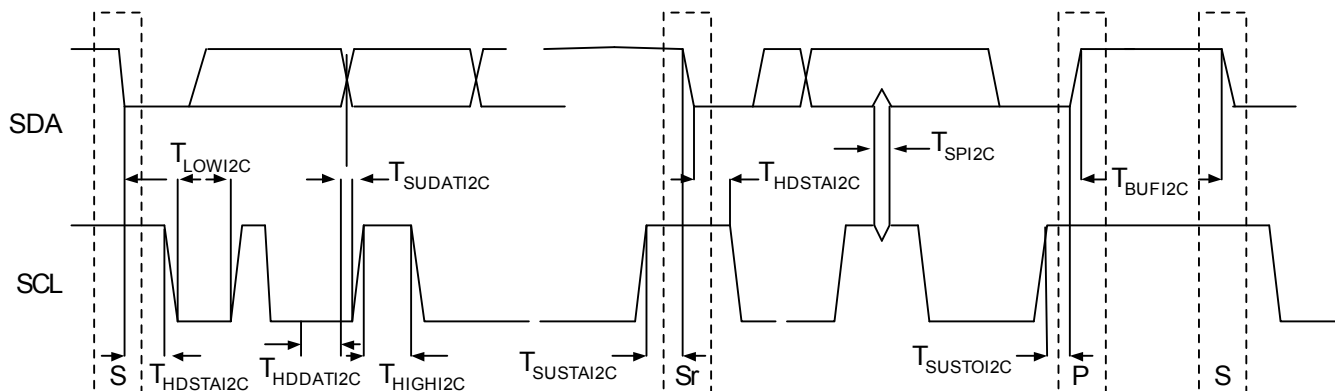 SDA
T_LOWI2C
T_SUDATI2C
T_HDSTAI2C
T_SPI2C
T_BUFI2C
SCL
S
T_HDSTAI2C
T_HDDATI2C
T_HIGHI2C
T_SUSTAI2C
Sr
T_SUSTOI2C
P
S